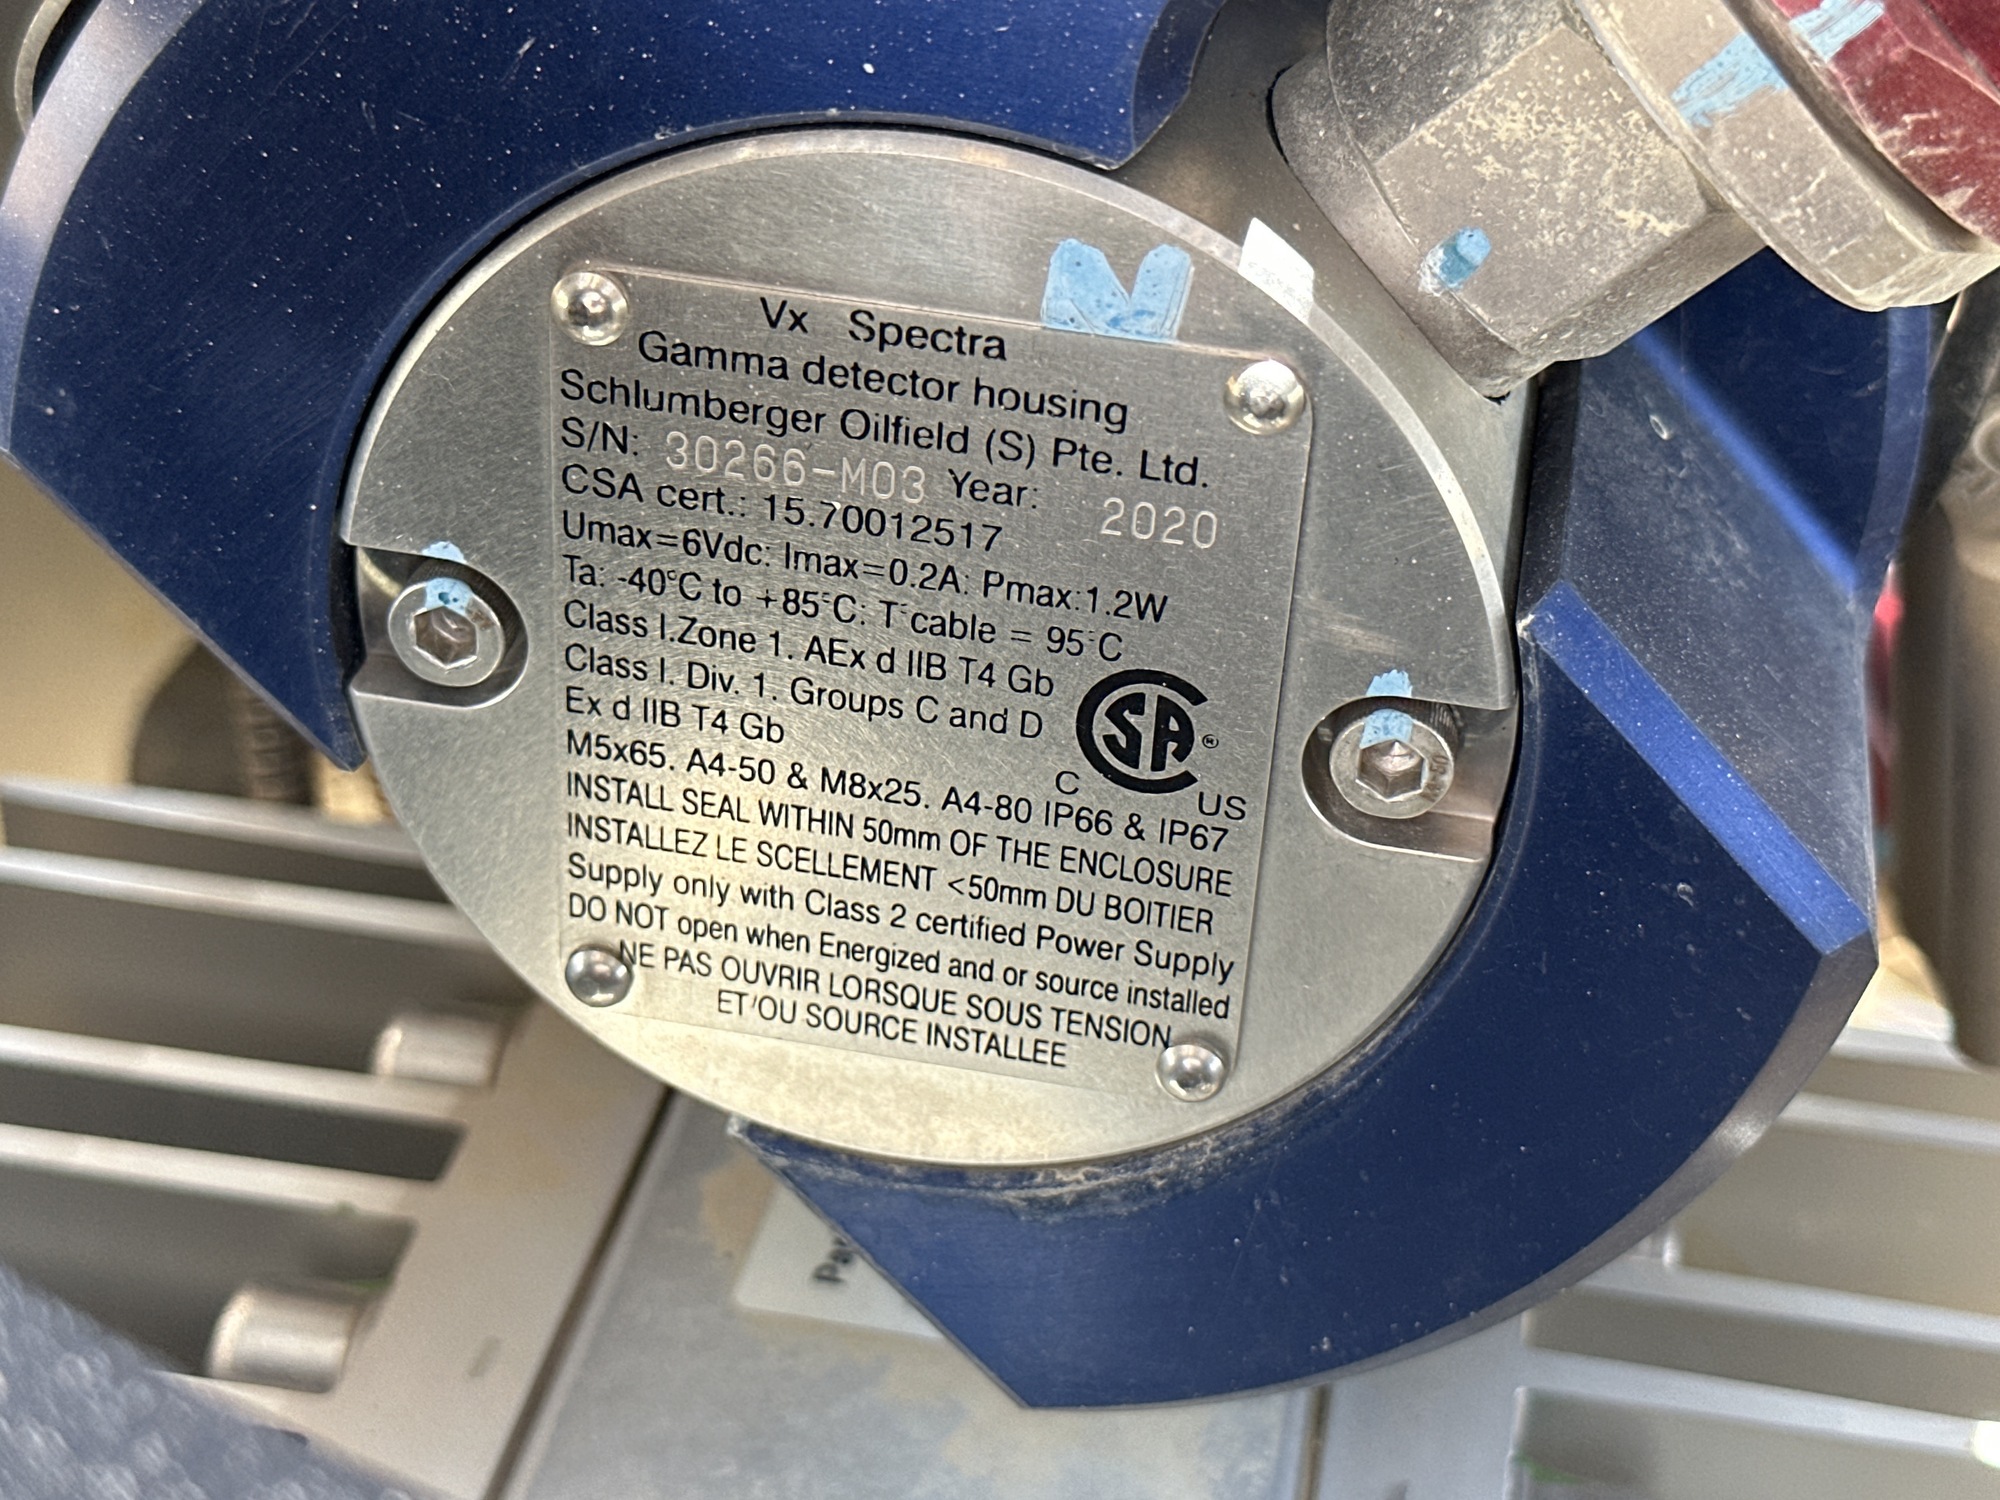 Vx Spectra
Gamma detector housing
Schlumberger Oilfield (S) Pte. Ltd.
S/N: 30266-M03 Year: 2020
CSA cert.: 15.70012517
Umax=6Vdc: Imax=0.2A: Pmax:1.2W
Ta: -40°C to +85°C: T° cable = 95°C
Class I.Zone 1. AEx d IIB T4 Gb
Class I. Div. 1. Groups C and D
Ex d IIB T4 Gb
CSA®
C US
M5x65. A4-50 & M8x25. A4-80 IP66 & IP67
INSTALL SEAL WITHIN 50mm OF THE ENCLOSURE
INSTALLEZ LE SCELLEMENT <50mm DU BOITIER
Supply only with Class 2 certified Power Supply
DO NOT open when Energized and or source installed
NE PAS OUVRIR LORSQUE SOUS TENSION
ET/OU SOURCE INSTALLEE